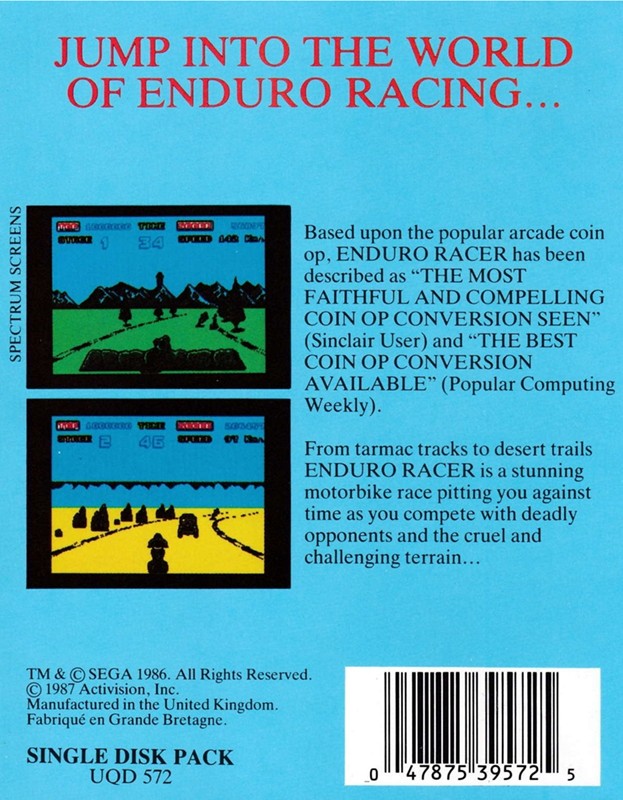 JUMP INTO THE WORLD
OF ENDURO RACING...
SPECTRUM SCREENS
TIME
STAGE 1 34 SPEED 142 Km/h
Based upon the popular arcade coin
op, ENDURO RACER has been
described as “THE MOST
FAITHFUL AND COMPELLING
COIN OP CONVERSION SEEN”
(Sinclair User) and “THE BEST
COIN OP CONVERSION
AVAILABLE” (Popular Computing
Weekly).
TIME
STAGE 2 46 SPEED 97 Km/h
From tarmac tracks to desert trails
ENDURO RACER is a stunning
motorbike race pitting you against
time as you compete with deadly
opponents and the cruel and
challenging terrain...
TM & © SEGA 1986. All Rights Reserved.
© 1987 Activision, Inc.
Manufactured in the United Kingdom.
Fabriqué en Grande Bretagne.
SINGLE DISK PACK
UQD 572
0 47875 39572 5